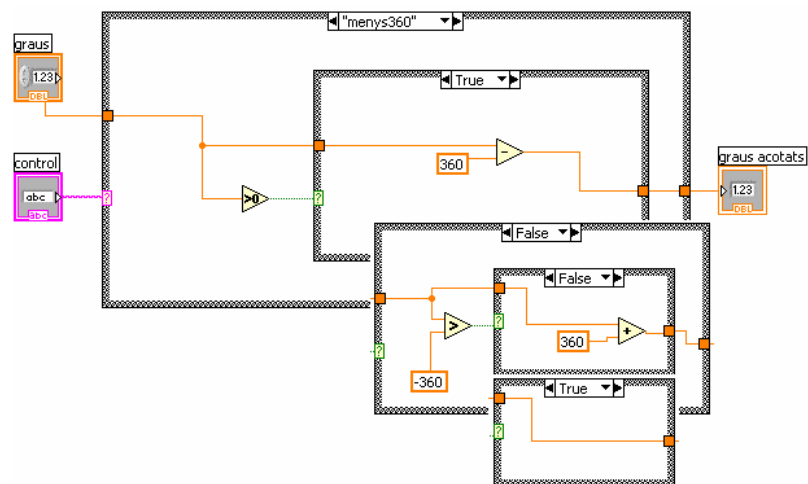 "menys360"
graus
1.23
DBL
True
360
-
control
abc
abc
?
>0
?
graus acotats
1.23
DBL
False
False
>
?
360
+
?
-360
True
?